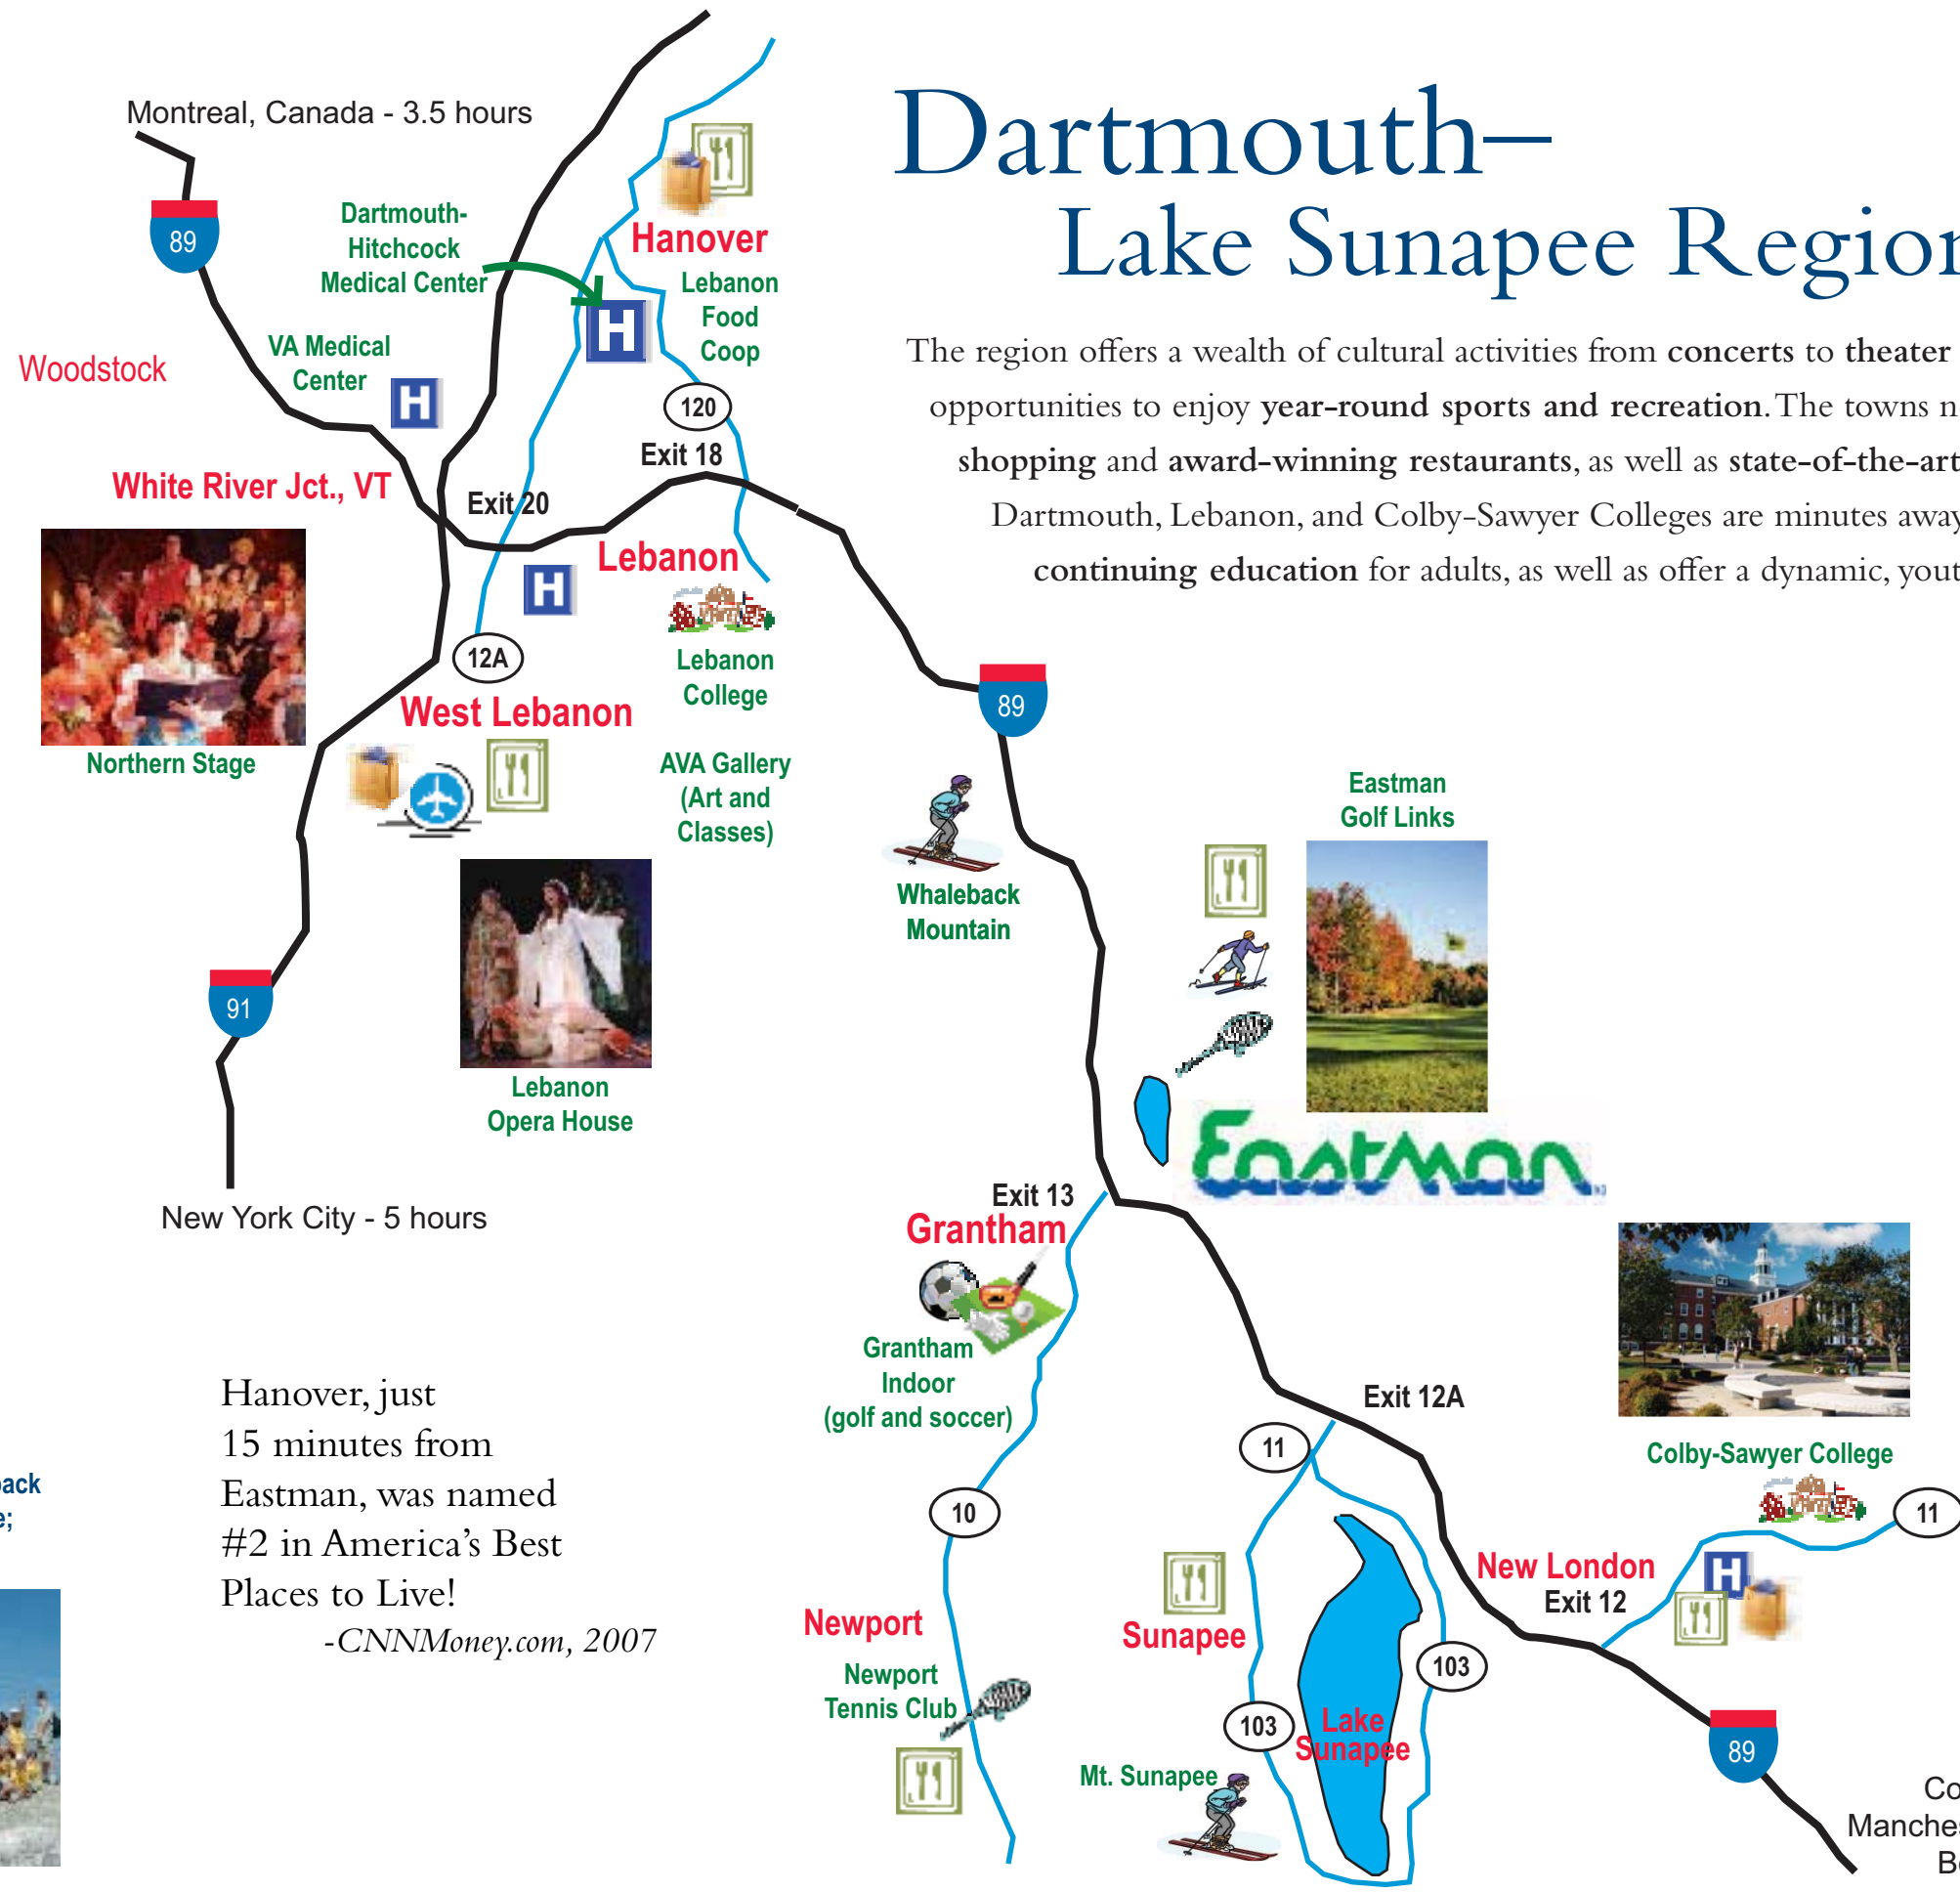 Dartmouth–
Lake Sunapee Region
The region offers a wealth of cultural activities from concerts to theater
opportunities to enjoy year-round sports and recreation. The towns n
shopping and award-winning restaurants, as well as state-of-the-art
Dartmouth, Lebanon, and Colby-Sawyer Colleges are minutes away
continuing education for adults, as well as offer a dynamic, yout
Montreal, Canada - 3.5 hours
89
Dartmouth-
Hitchcock
Medical Center
H
Hanover
Lebanon
Food
Coop
VA Medical
Center
H
Woodstock
120
Exit 18
White River Jct., VT
Exit 20
Lebanon
H
12A
Lebanon
College
West Lebanon
Northern Stage
AVA Gallery
(Art and
Classes)
89
Whaleback
Mountain
Eastman
Golf Links
91
Lebanon
Opera House
Eastman
New York City - 5 hours
Exit 13
Grantham
Grantham
Indoor
(golf and soccer)
Hanover, just
15 minutes from
Eastman, was named
#2 in America's Best
Places to Live!
-CNNMoney.com, 2007
ack
e;
10
Exit 12A
11
Colby-Sawyer College
11
New London
Exit 12
H
Newport
Newport
Tennis Club
Sunapee
103
103
Lake
Sunapee
Mt. Sunapee
89
Co
Manches
B